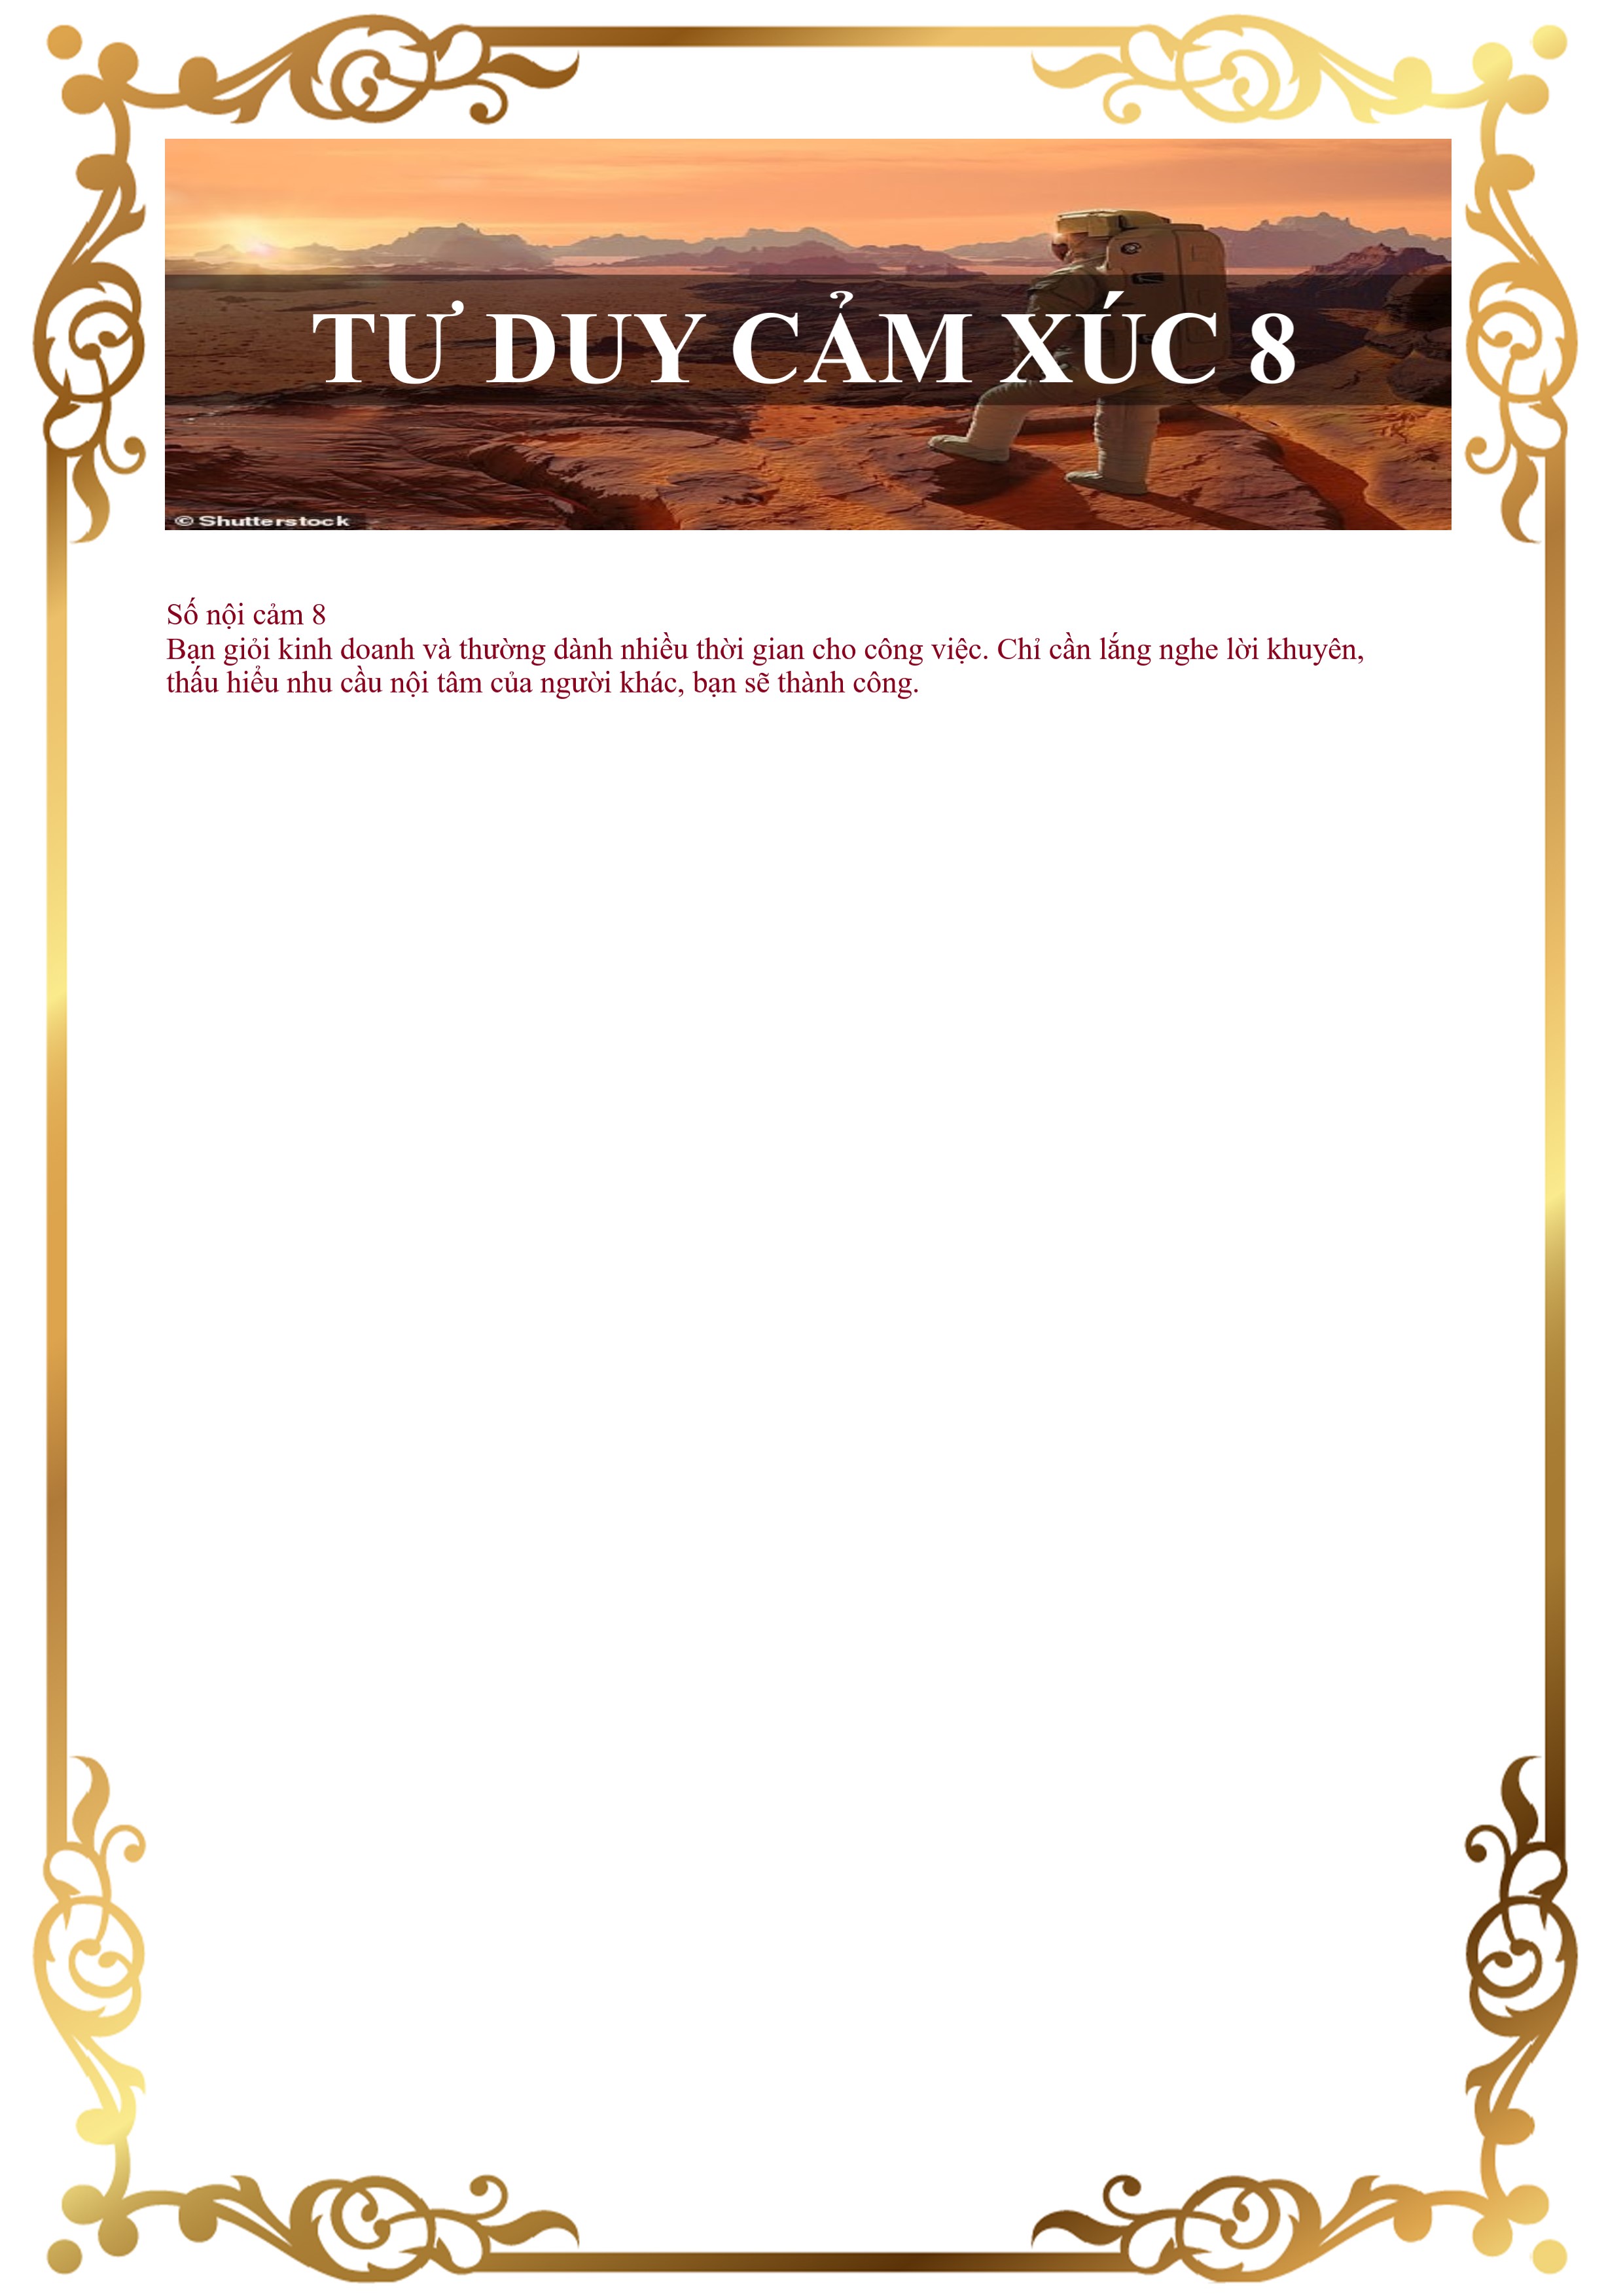 TƯ DUY CẢM XÚC 8
© Shutterstock
Số nội cảm 8
Bạn giỏi kinh doanh và thường dành nhiều thời gian cho công việc. Chỉ cần lắng nghe lời khuyên,
thấu hiểu nhu cầu nội tâm của người khác, bạn sẽ thành công.